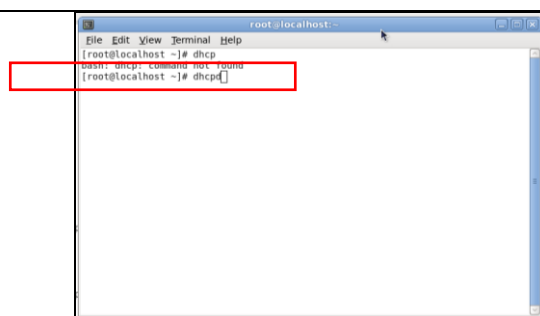 root@localhost:~
File Edit View Terminal Help
[root@localhost ~]# dhcp
bash: dhcp: command not found
[root@localhost ~]# dhcpd